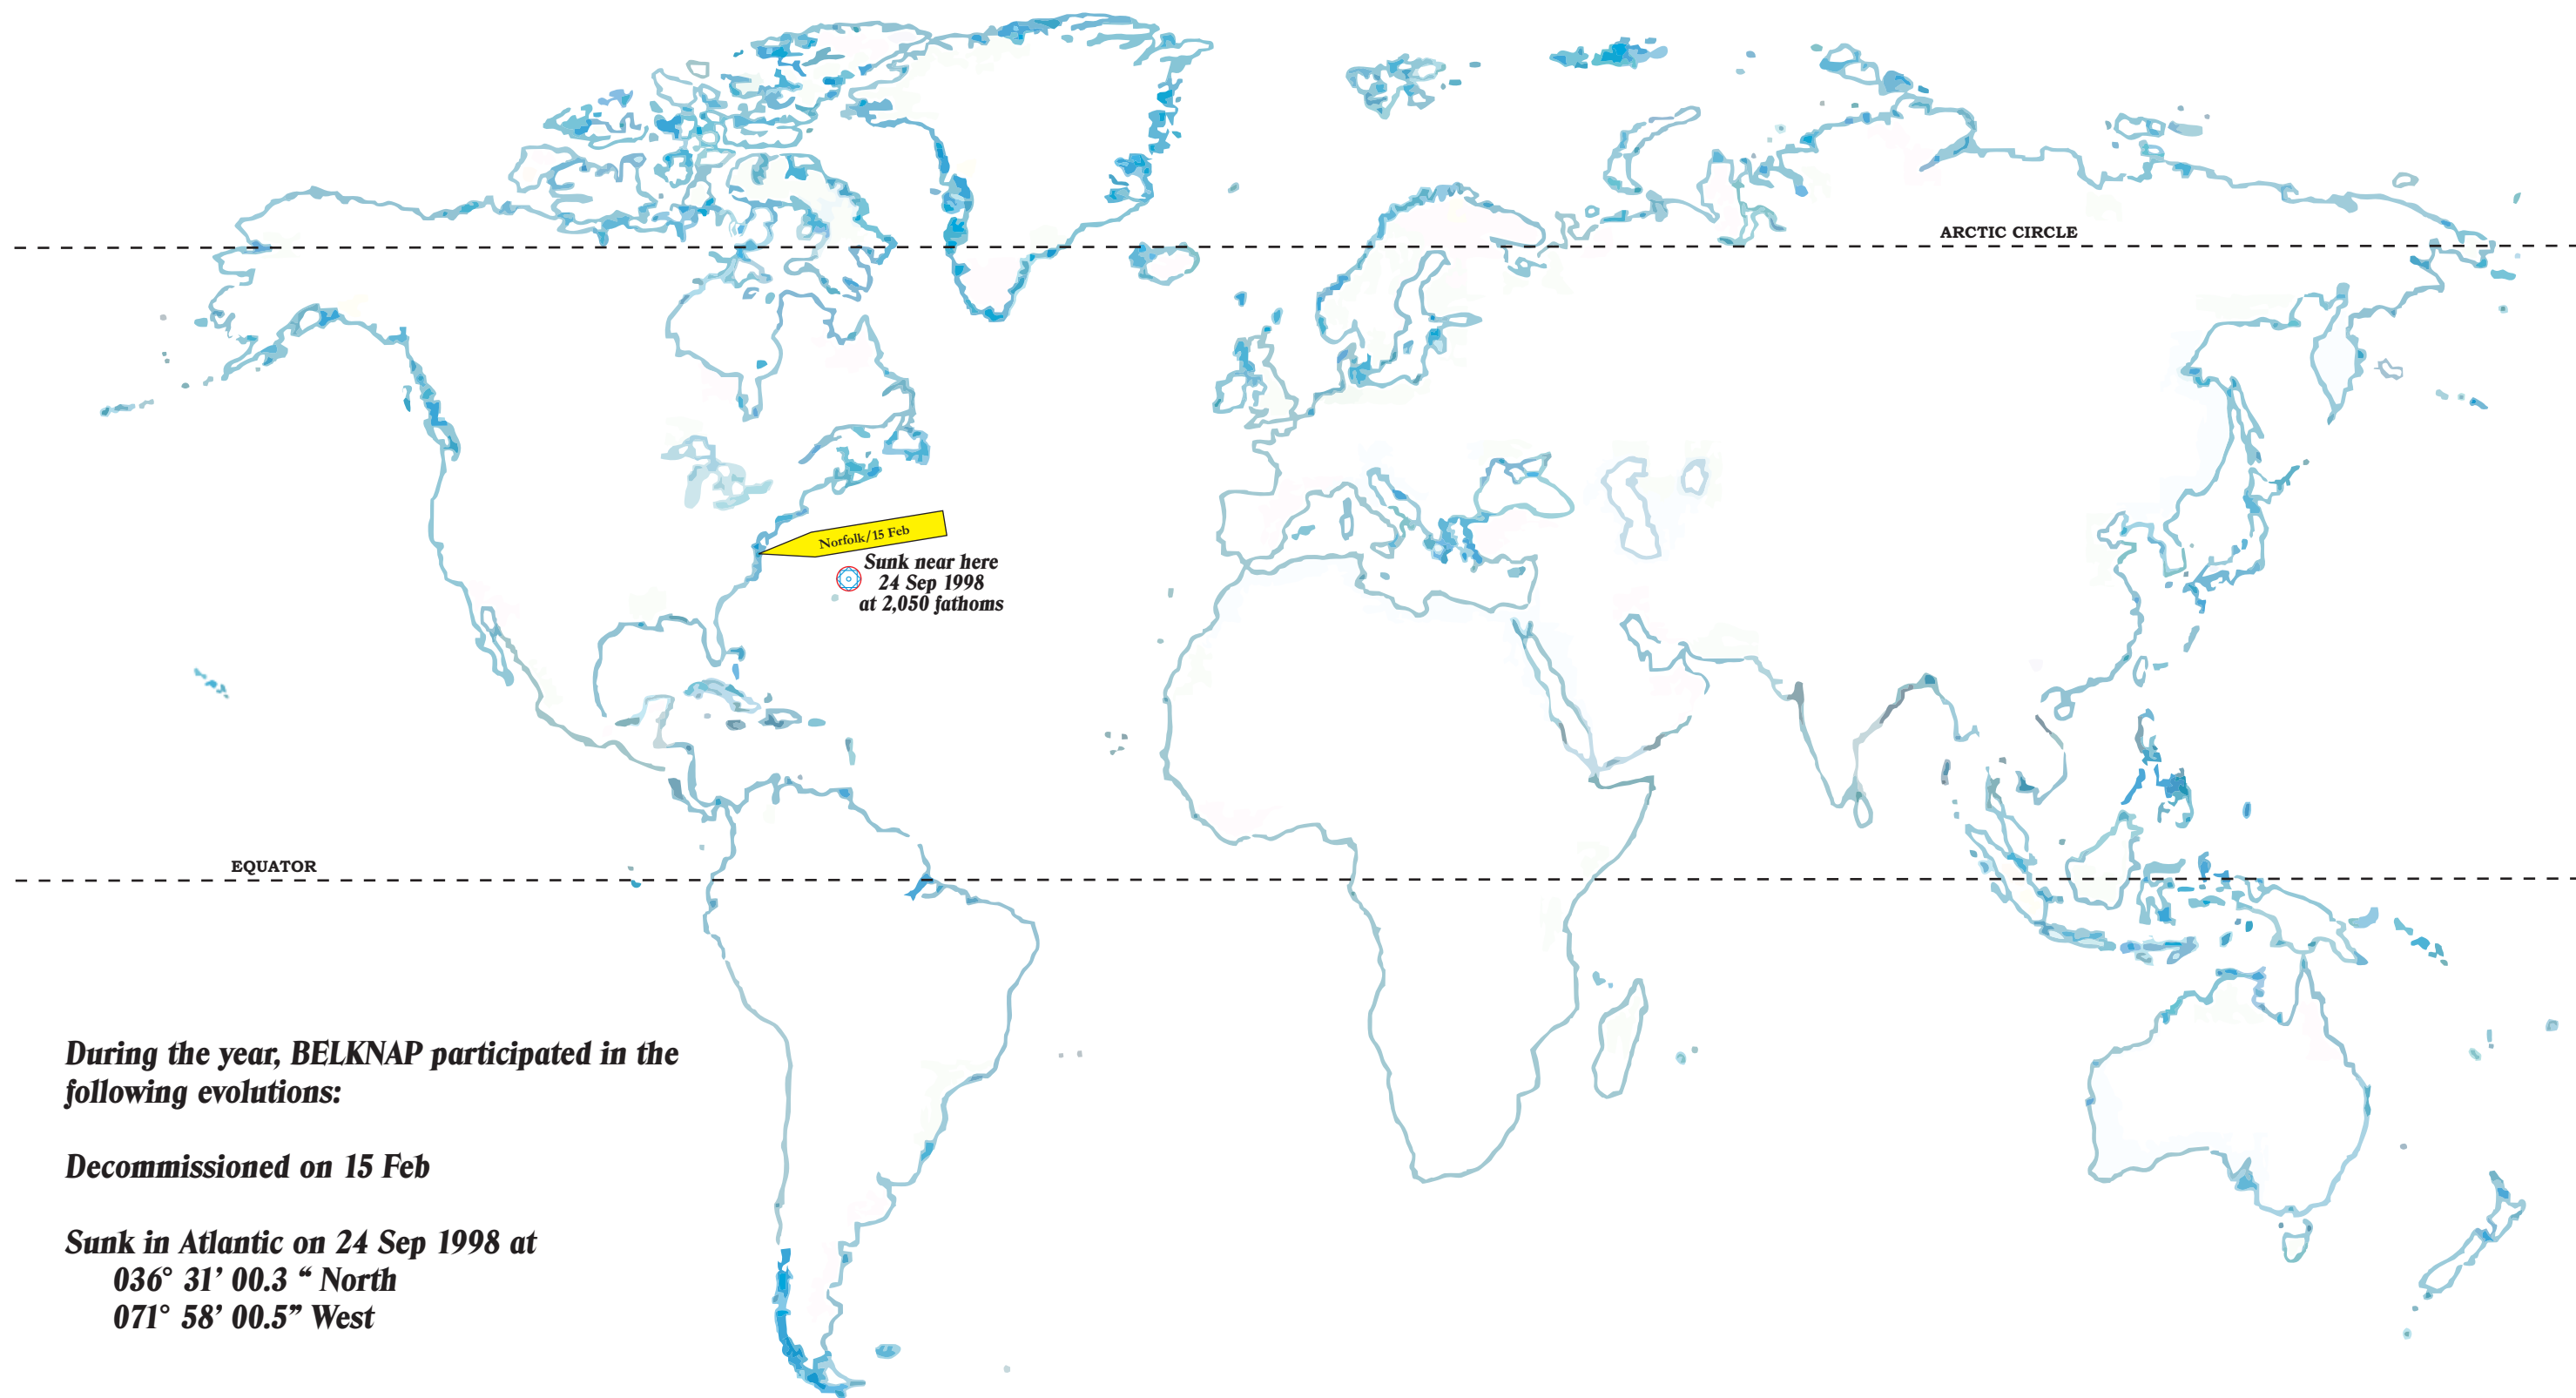 ARCTIC CIRCLE
Norfolk/15 Feb
Sunk near here
24 Sep 1998
at 2,050 fathoms
EQUATOR
During the year, BELKNAP participated in the
following evolutions:
Decommissioned on 15 Feb
Sunk in Atlantic on 24 Sep 1998 at
036° 31’ 00.3 “ North
071° 58’ 00.5” West